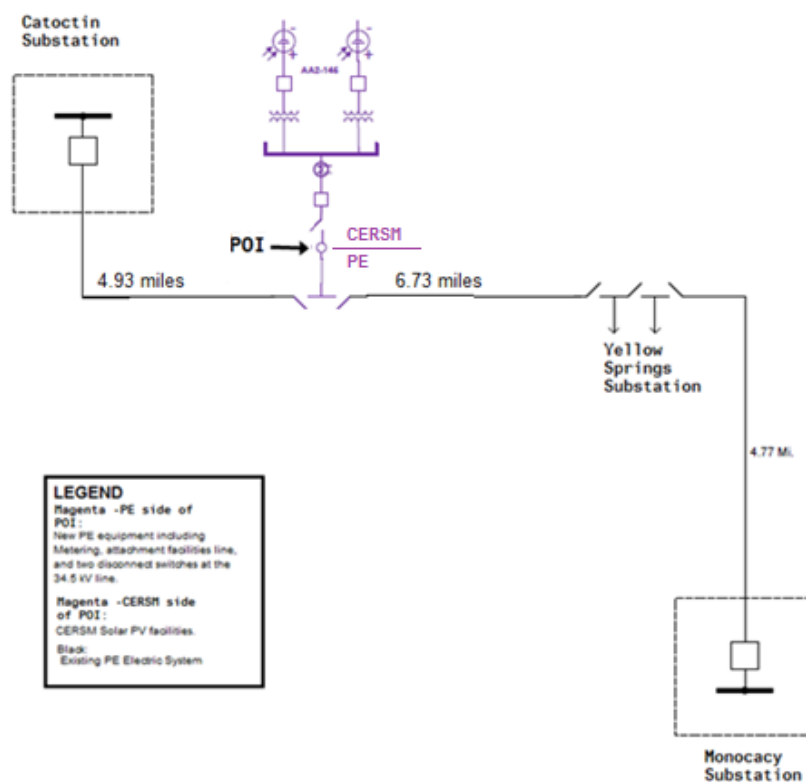 Catoctin
Substation
AA2-146
POI
CERSM
PE
4.93 miles
6.73 miles
Yellow
Springs
Substation
4.77 Mi.
LEGEND
Magenta -PE side of
POI:
New PE equipment including
Metering, attachment facilities line,
and two disconnect switches at the
34.5 kV line.
Magenta -CERSM side
of POI:
CERSM Solar PV facilities.
Black:
Existing PE Electric System
Monocacy
Substation